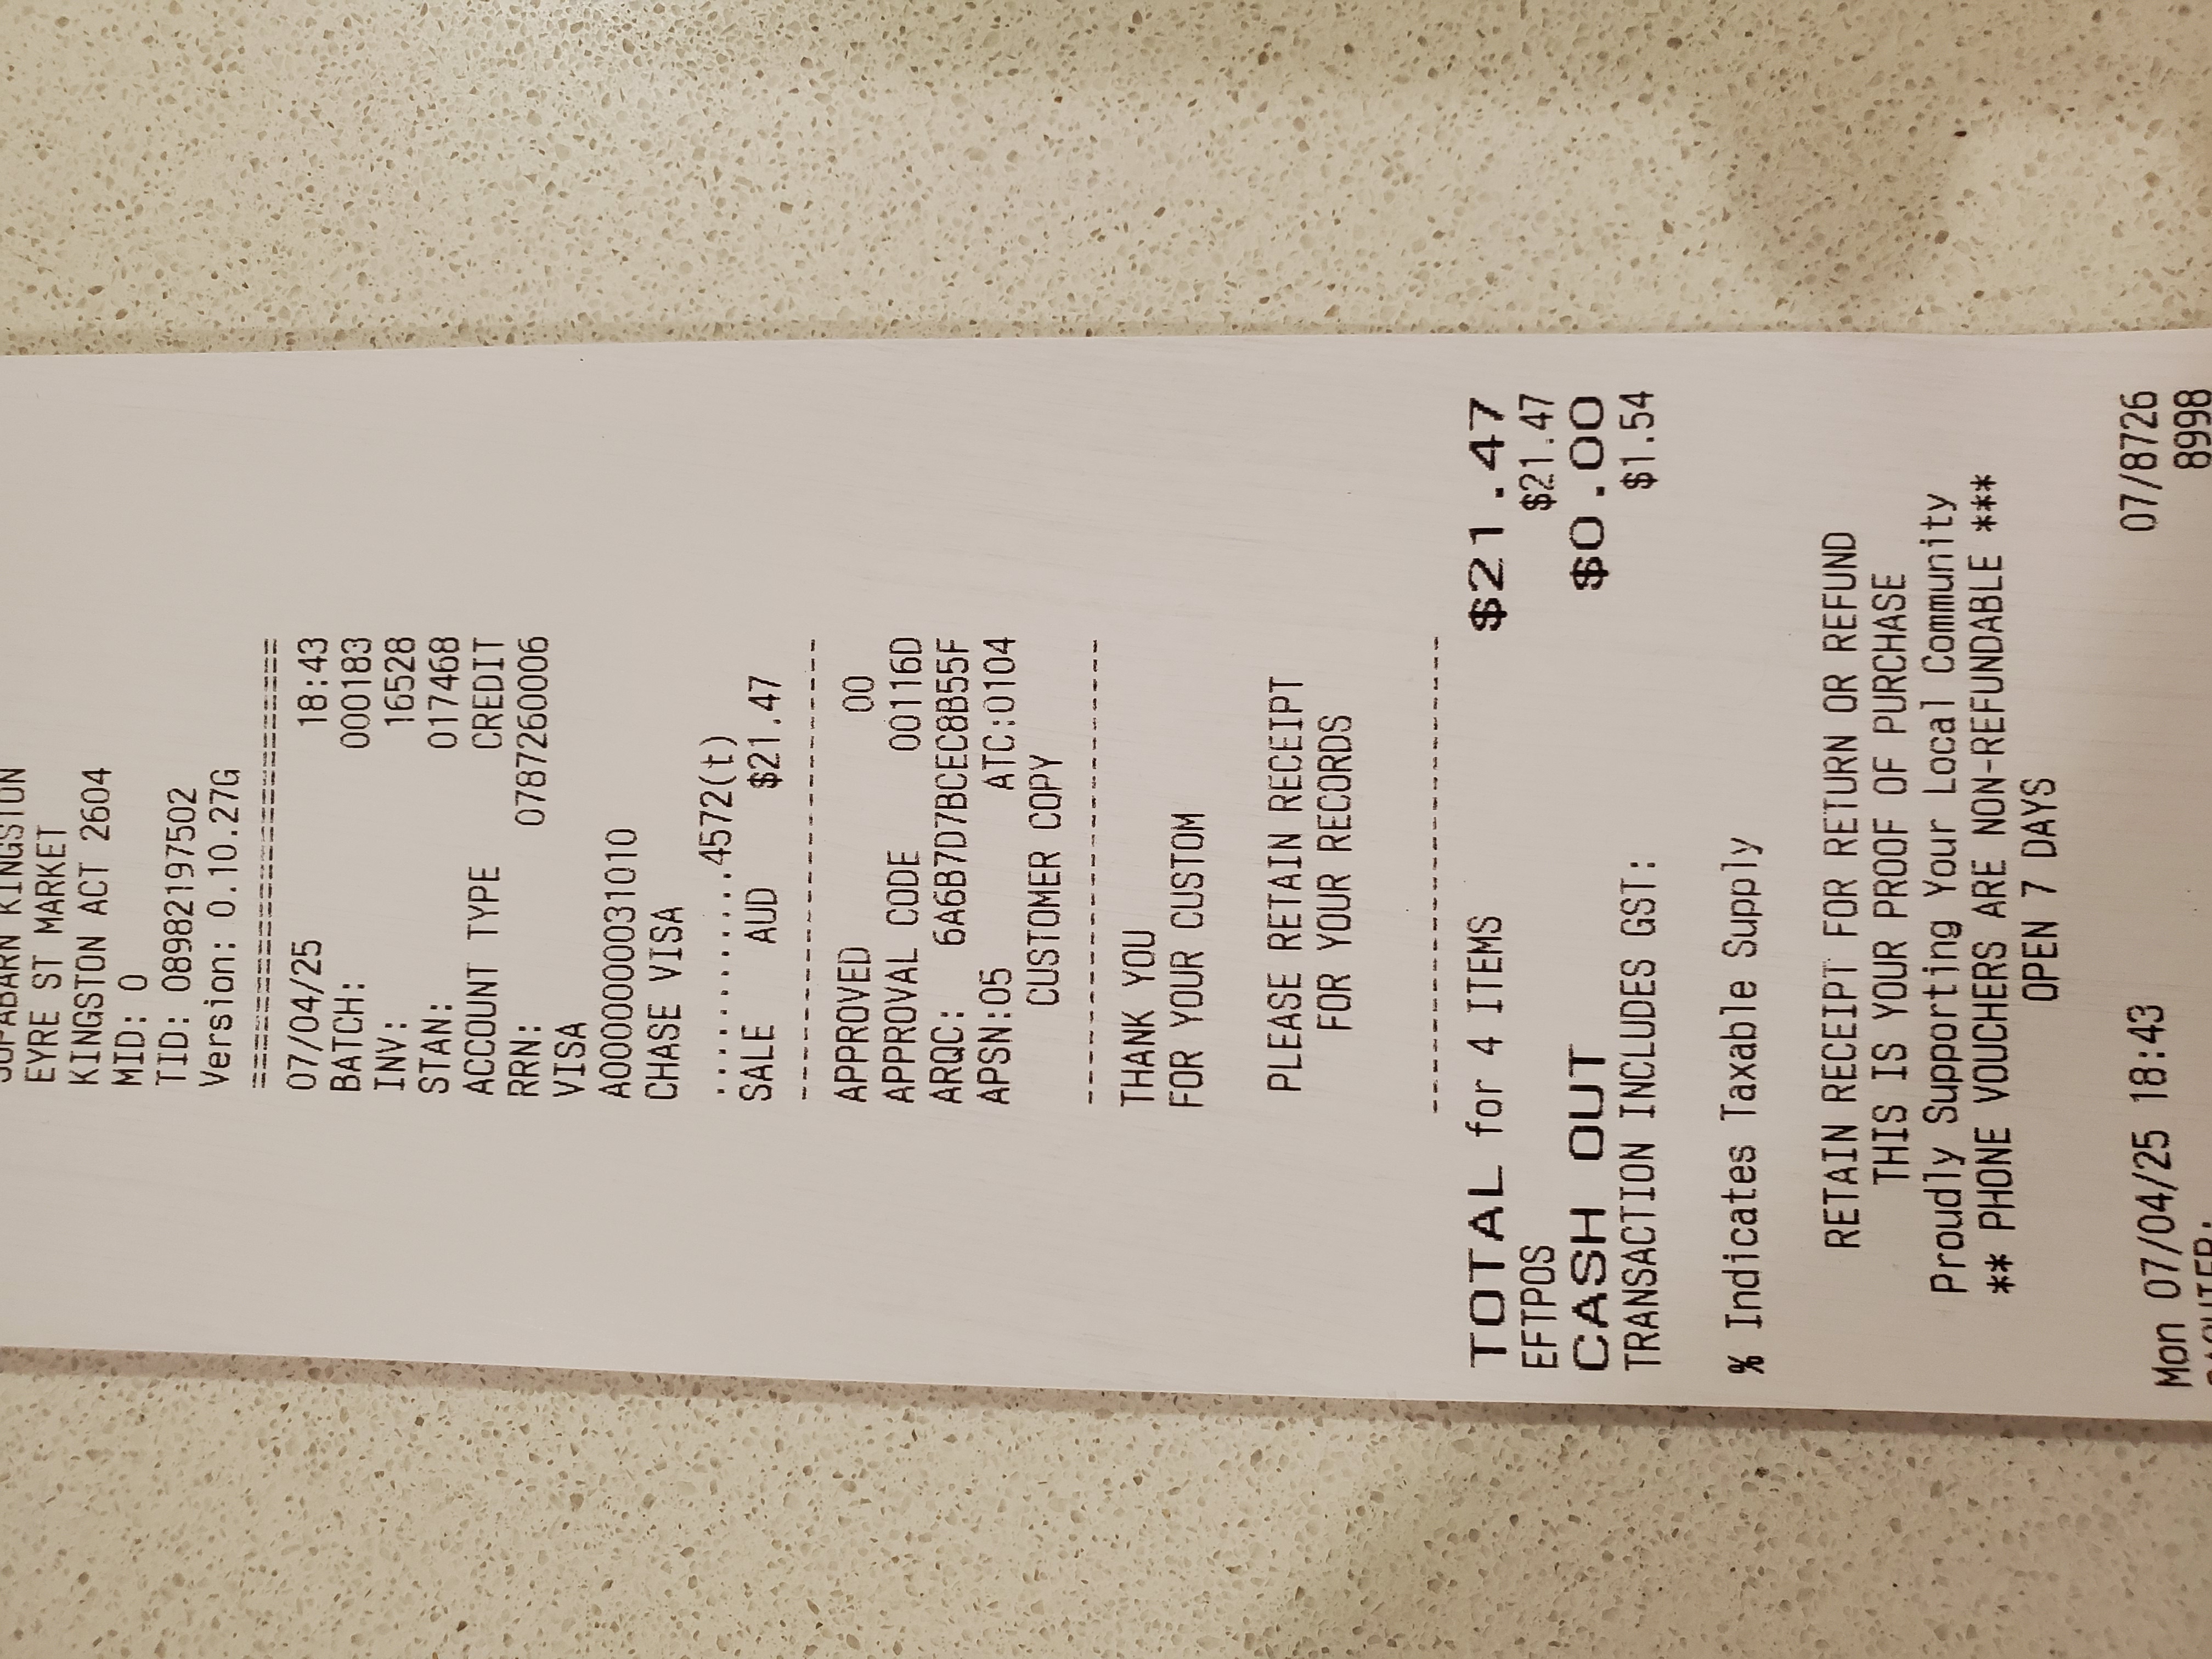 SUPABARN KINGSTON
EYRE ST MARKET
KINGSTON ACT 2604
MID: 0
TID: 08982197502
Version: 0.10.27G
========================
07/04/25 18:43
BATCH: 000183
INV: 16528
STAN: 017468
ACCOUNT TYPE CREDIT
RRN: 078726000​6
VISA
A0000000031010
CHASE VISA
............4572(t)
SALE AUD $21.47
------------------------
APPROVED 00
APPROVAL CODE 00116D
ARQC: 6A6B7D7BCEC8B55F
APSN:05 ATC:0104
CUSTOMER COPY
------------------------
THANK YOU
FOR YOUR CUSTOM
PLEASE RETAIN RECEIPT
FOR YOUR RECORDS
------------------------
TOTAL for 4 ITEMS $21.47
EFTPOS $21.47
CASH OUT $0.00
TRANSACTION INCLUDES GST: $1.54
% Indicates Taxable Supply
RETAIN RECEIPT FOR RETURN OR REFUND
THIS IS YOUR PROOF OF PURCHASE
Proudly Supporting Your Local Community
** PHONE VOUCHERS ARE NON-REFUNDABLE ***
OPEN 7 DAYS
Mon 07/04/25 18:43 07/8726
CASHIER: 8998